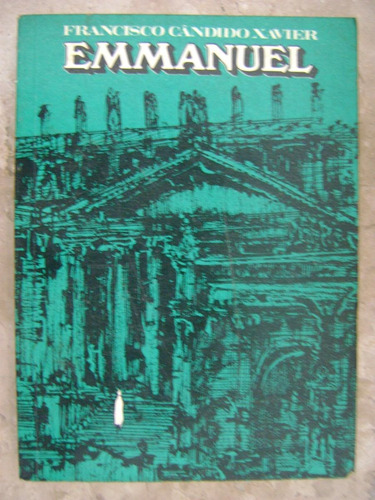 FRANCISCO CÂNDIDO XAVIER
EMMANUEL